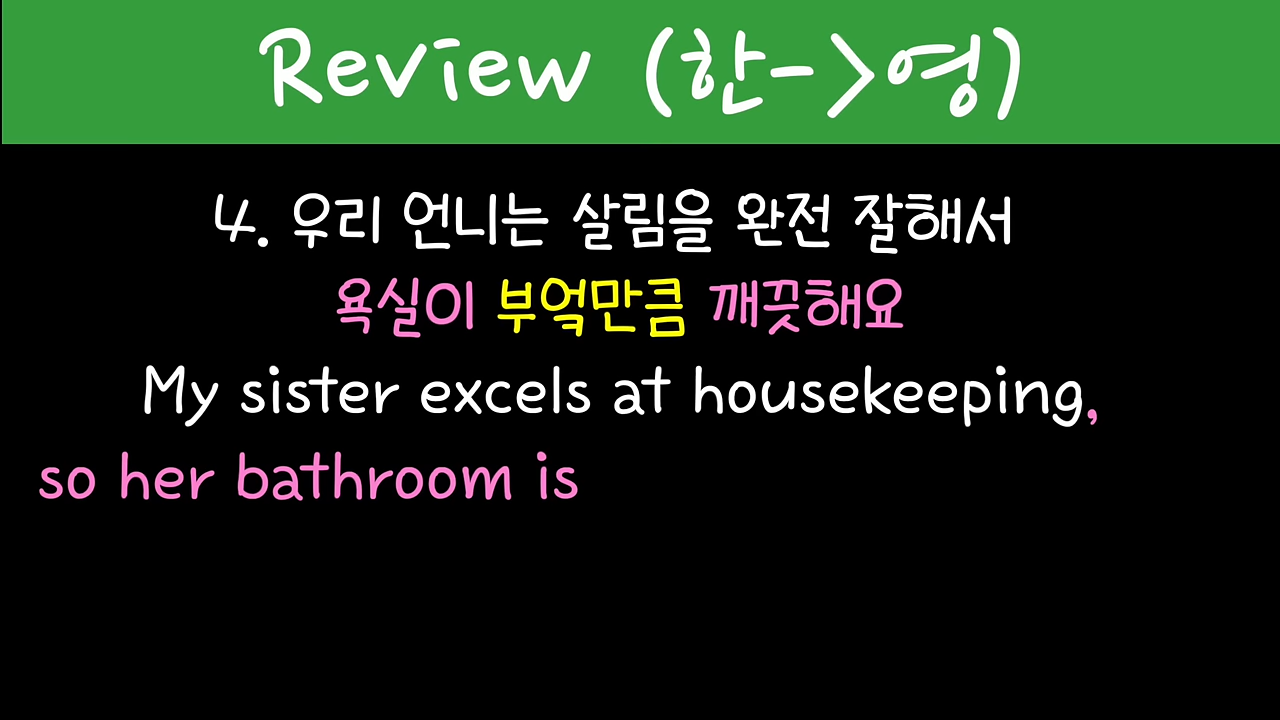 Review (한->영)
4. 우리 언니는 살림을 완전 잘해서
욕실이 부엌만큼 깨끗해요
My sister excels at housekeeping,
so her bathroom is